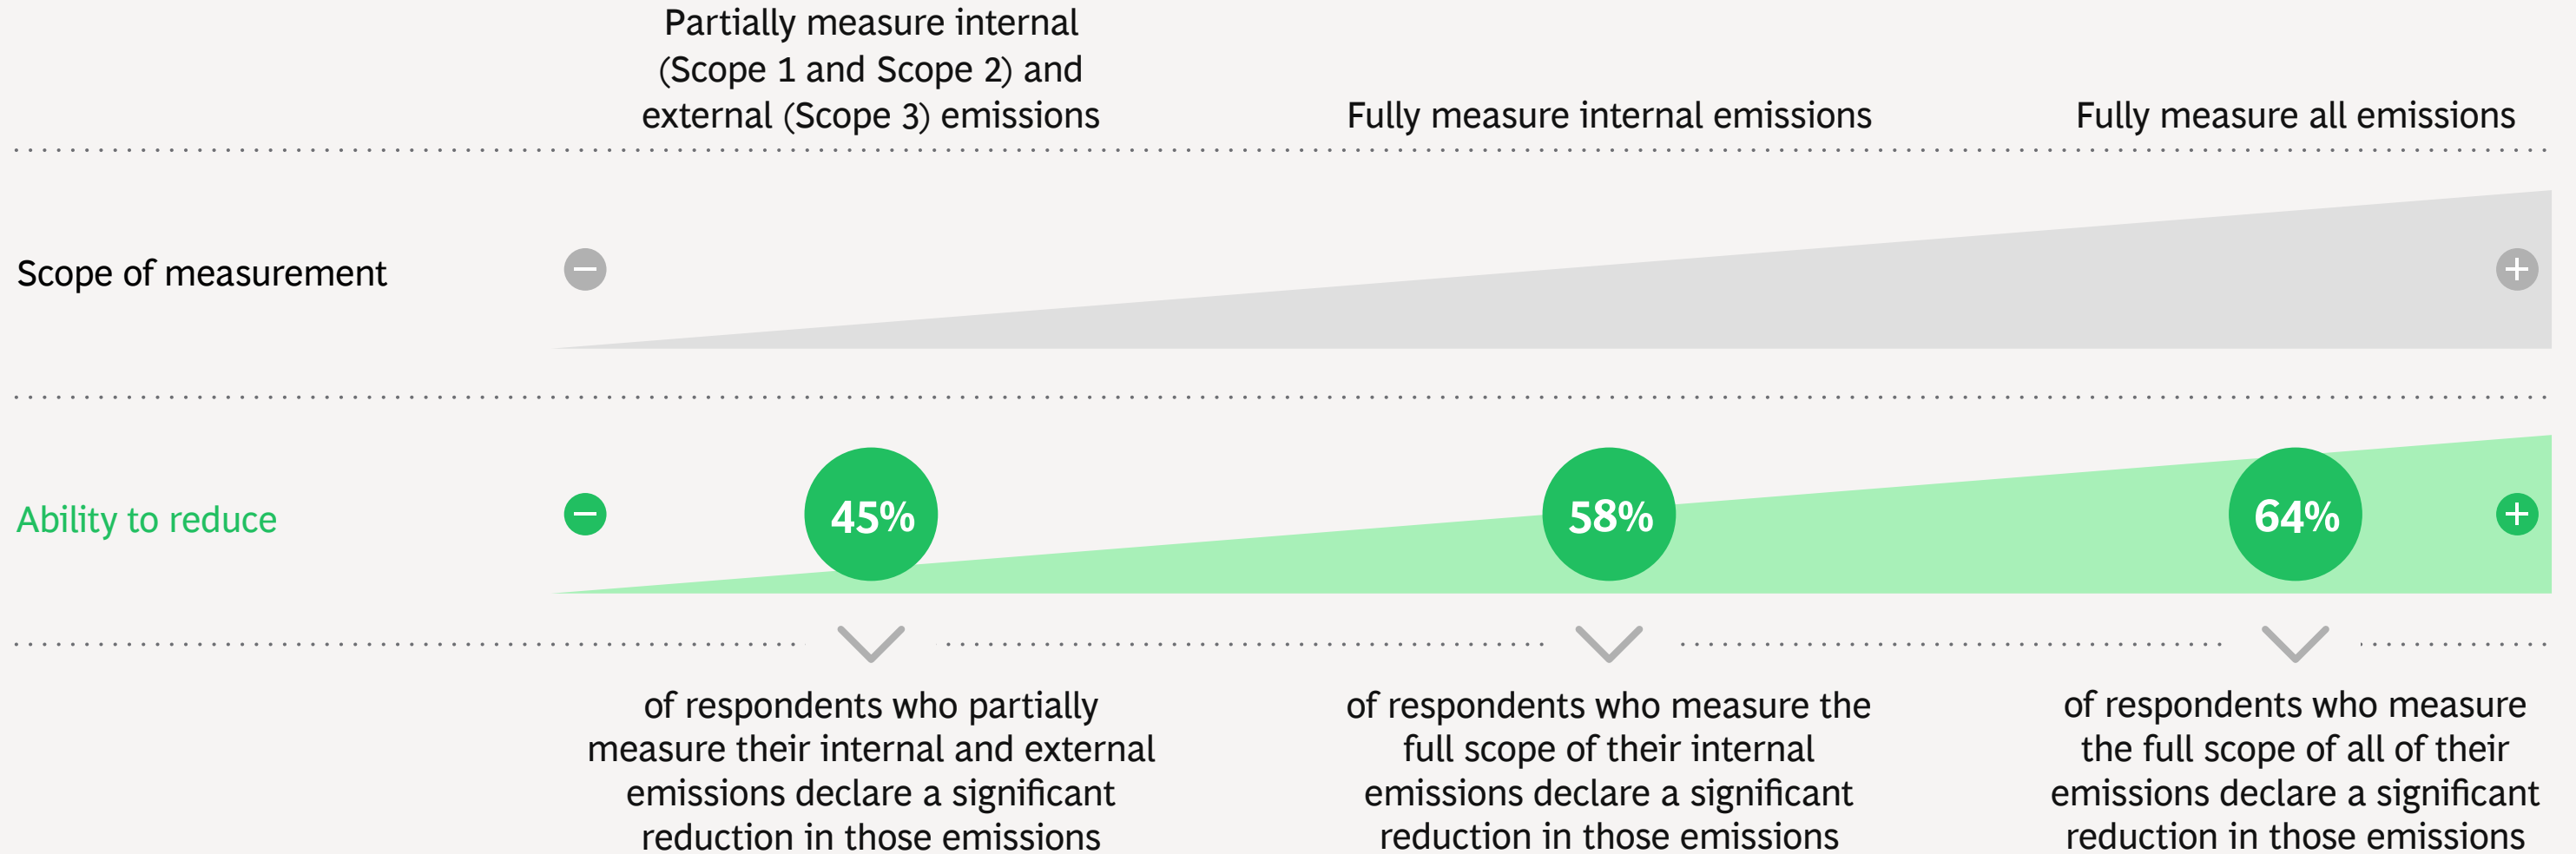 Partially measure internal
(Scope 1 and Scope 2) and
external (Scope 3) emissions
Fully measure internal emissions
Fully measure all emissions
Scope of measurement
Ability to reduce
45%
58%
64%
of respondents who partially
measure their internal and external
emissions declare a significant
reduction in those emissions
of respondents who measure the
full scope of their internal
emissions declare a significant
reduction in those emissions
of respondents who measure
the full scope of all of their
emissions declare a significant
reduction in those emissions